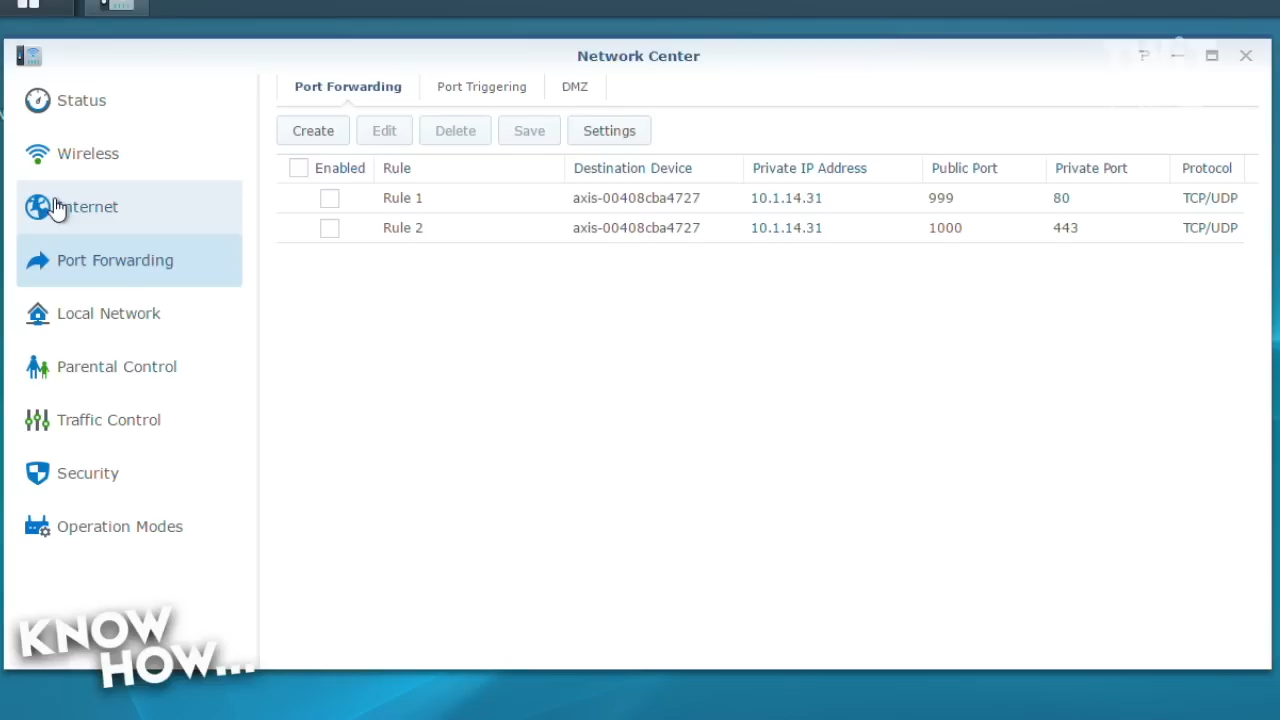 Network Center
Status
Wireless
Internet
Port Forwarding
Local Network
Parental Control
Traffic Control
Security
Operation Modes
Port Forwarding Port Triggering DMZ
Create Edit Delete Save Settings
Enabled Rule Destination Device Private IP Address Public Port Private Port Protocol
Rule 1 axis-00408cba4727 10.1.14.31 999 80 TCP/UDP
Rule 2 axis-00408cba4727 10.1.14.31 1000 443 TCP/UDP
KNOW
HOW...